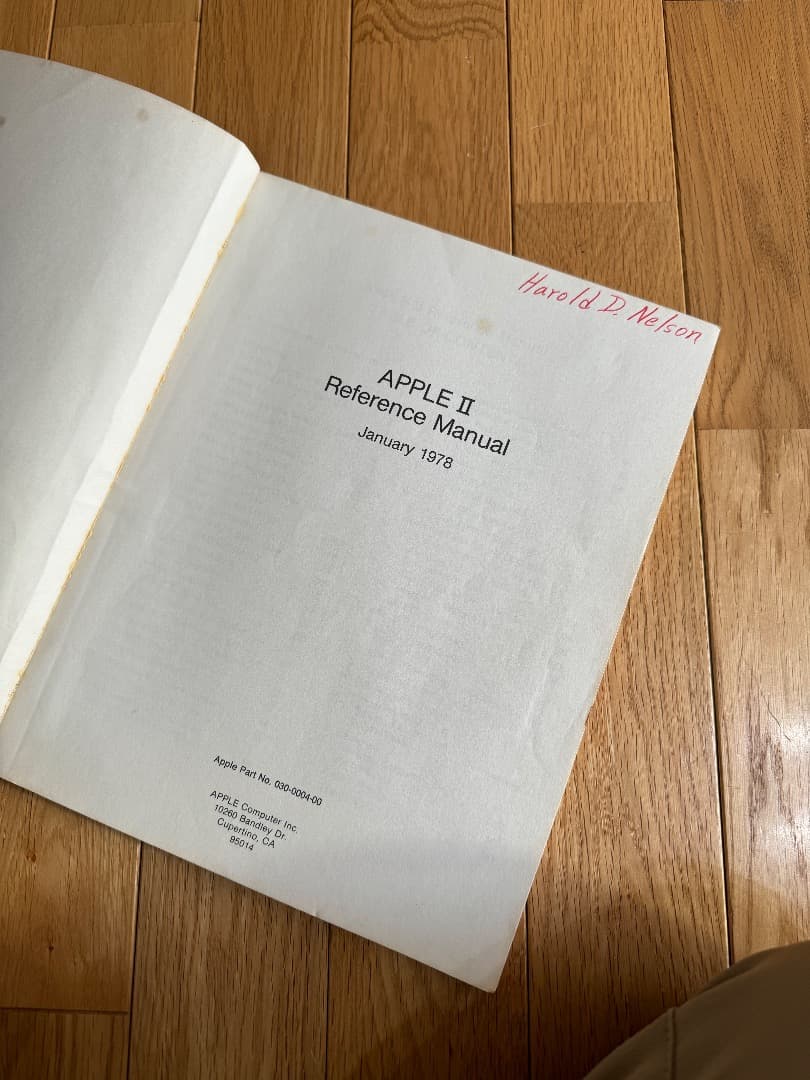 Harold D. Nelson
APPLE II
Reference Manual
January 1978
Apple Part No. 030-0004-00
APPLE Computer Inc.
10260 Bandley Dr.
Cupertino, CA
95014